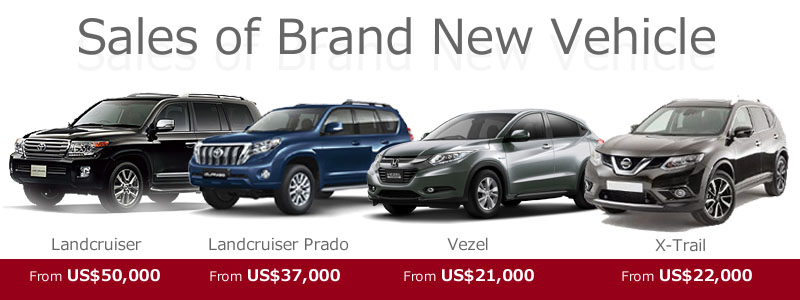 Sales of Brand New Vehicle
Landcruiser
Landcruiser Prado
Vezel
X-Trail
From US$50,000
From US$37,000
From US$21,000
From US$22,000